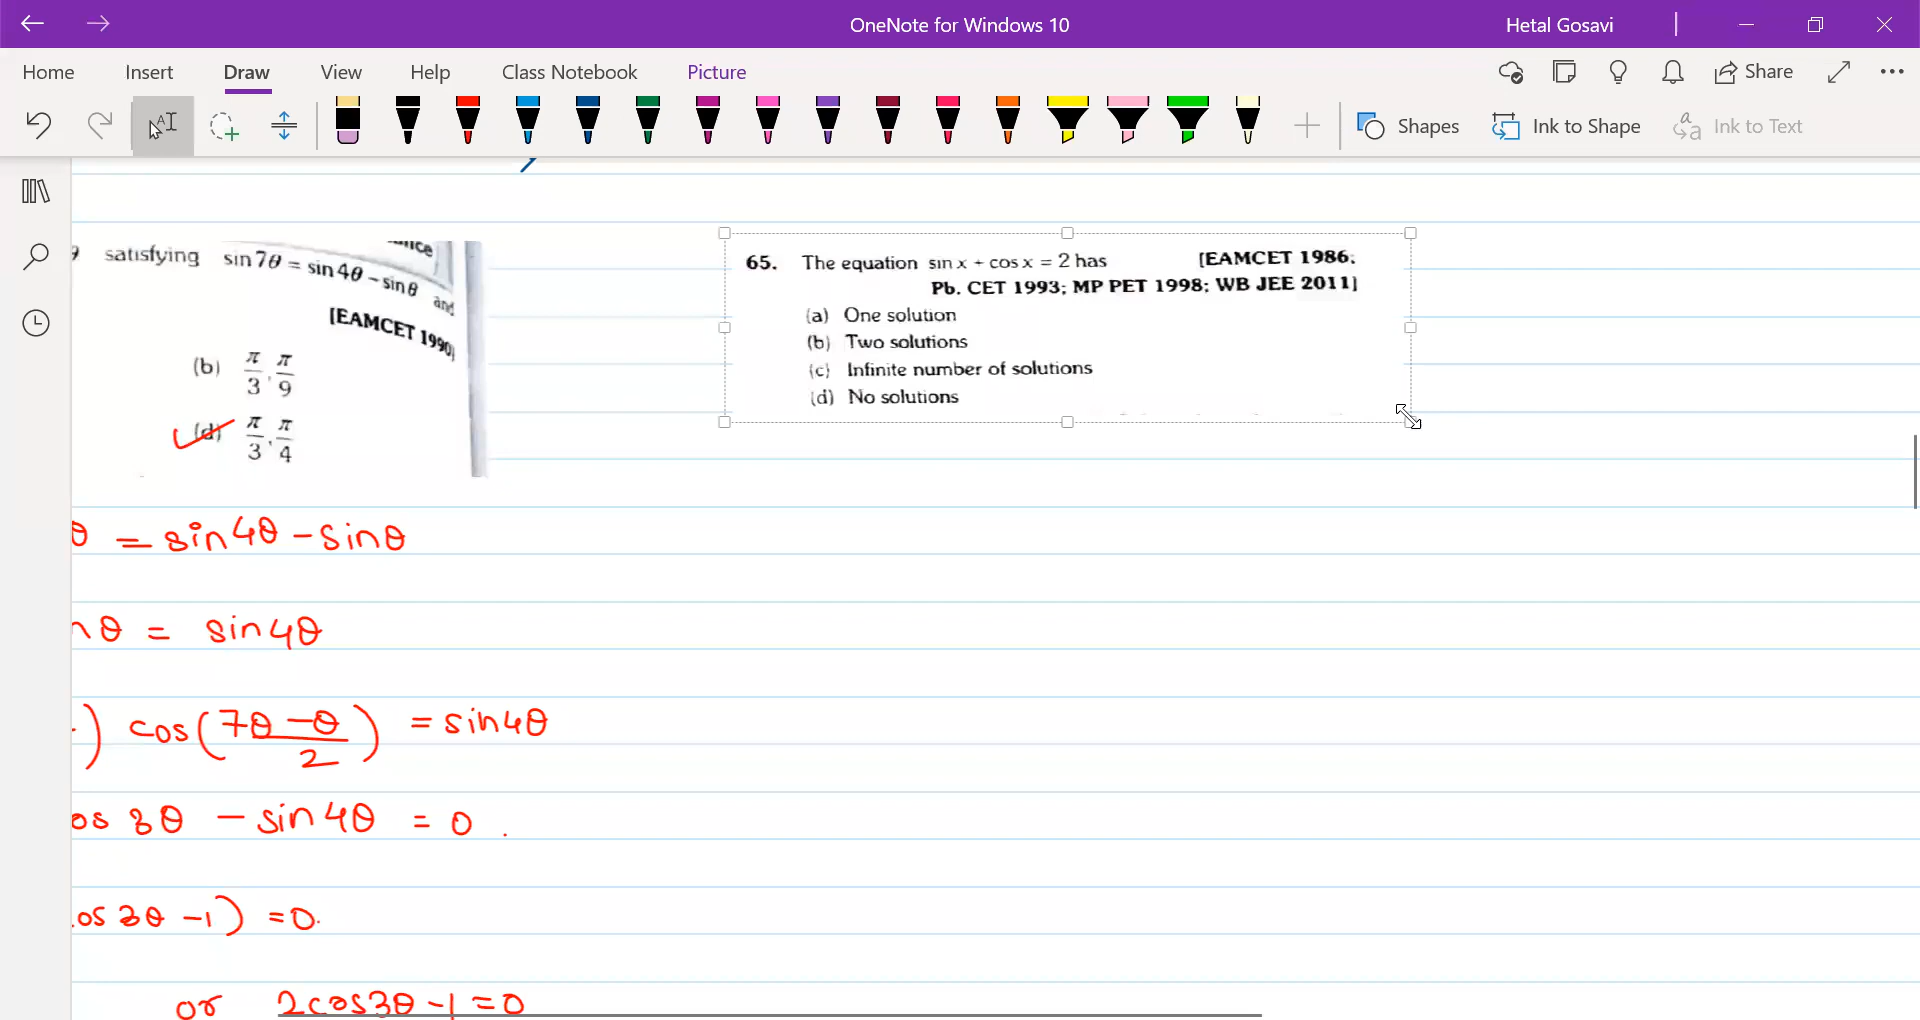 OneNote for Windows 10
Hetal Gosavi
Home Insert Draw View Help Class Notebook Picture
Share
Shapes Ink to Shape Ink to Text
satisfying sin 7θ = sin 4θ – sin θ and
[EAMCET 1990]
(b) π/3, π/9
(d) π/3, π/4
65. The equation sin x + cos x = 2 has [EAMCET 1986;
Pb. CET 1993; MP PET 1998; WB JEE 2011]
(a) One solution
(b) Two solutions
(c) Infinite number of solutions
(d) No solutions
θ = sin4θ – sinθ
θ = sin4θ
) cos(7θ – θ / 2) = sin4θ
os 3θ – sin4θ = 0 .
os 3θ – 1) = 0.
or 2cos3θ – 1 = 0